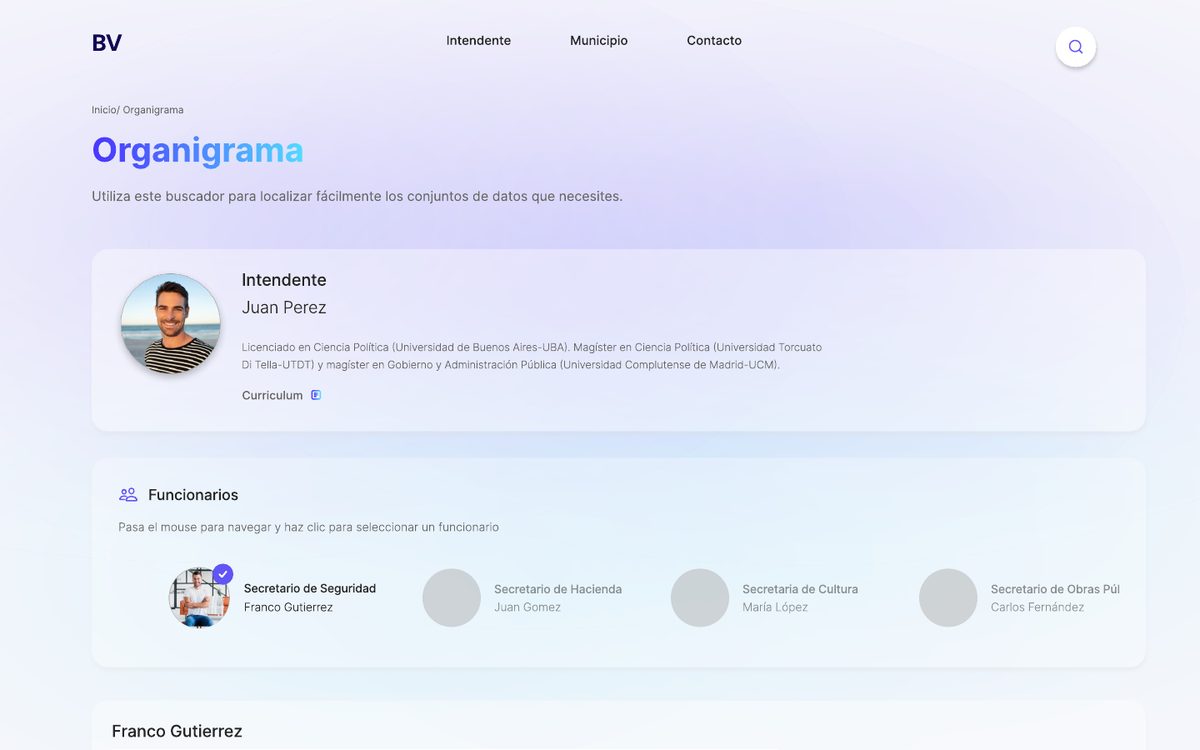 BV
Intendente
Municipio
Contacto
Inicio/ Organigrama
Organigrama
Utiliza este buscador para localizar fácilmente los conjuntos de datos que necesites.
Intendente
Juan Perez
Licenciado en Ciencia Política (Universidad de Buenos Aires-UBA). Magíster en Ciencia Política (Universidad Torcuato
Di Tella-UTDT) y magíster en Gobierno y Administración Pública (Universidad Complutense de Madrid-UCM).
Curriculum
Funcionarios
Pasa el mouse para navegar y haz clic para seleccionar un funcionario
Secretario de Seguridad
Franco Gutierrez
Secretario de Hacienda
Juan Gomez
Secretaria de Cultura
María López
Secretario de Obras Púl
Carlos Fernández
Franco Gutierrez